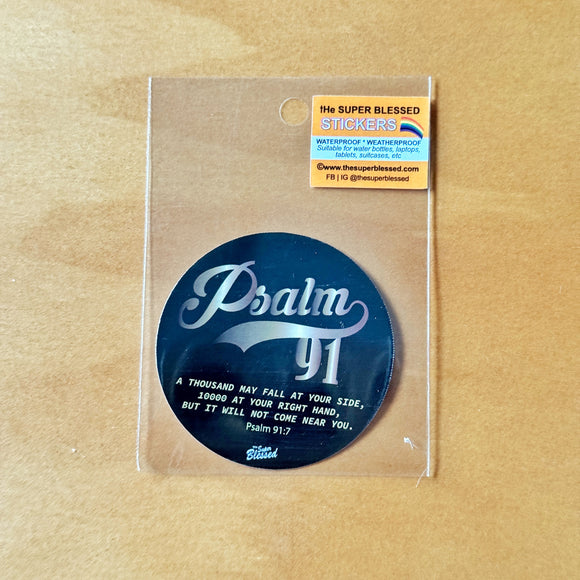 tHe SUPER BLESSED
STICKERS
WATERPROOF * WEATHERPROOF
Suitable for water bottles, laptops,
tablets, suitcases, etc
©www.thesuperblessed.com
FB | IG @thesuperblessed
Psalm
91
A THOUSAND MAY FALL AT YOUR SIDE,
10000 AT YOUR RIGHT HAND,
BUT IT WILL NOT COME NEAR YOU.
Psalm 91:7
the Super
Blessed